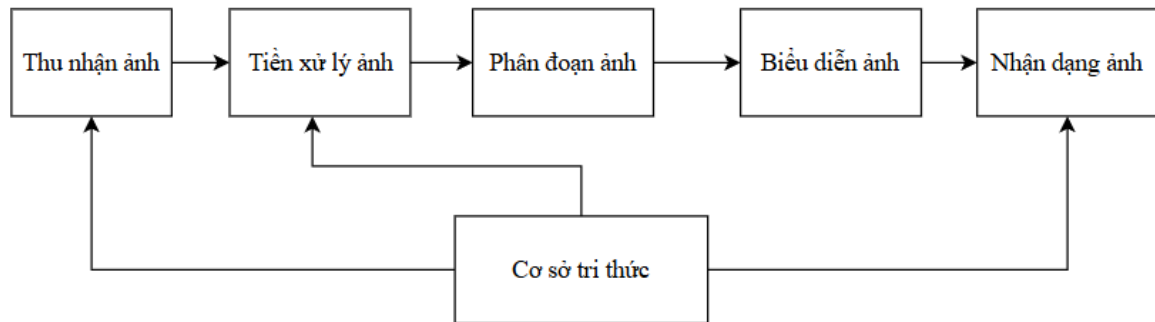 Thu nhận ảnh
Tiền xử lý ảnh
Phân đoạn ảnh
Biểu diễn ảnh
Nhận dạng ảnh
Cơ sở tri thức